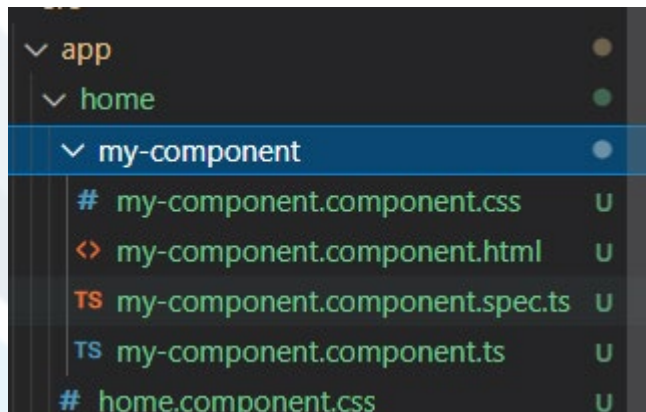 app
home
my-component
# my-component.component.css U
<> my-component.component.html U
TS my-component.component.spec.ts U
TS my-component.component.ts U
# home.component.css U